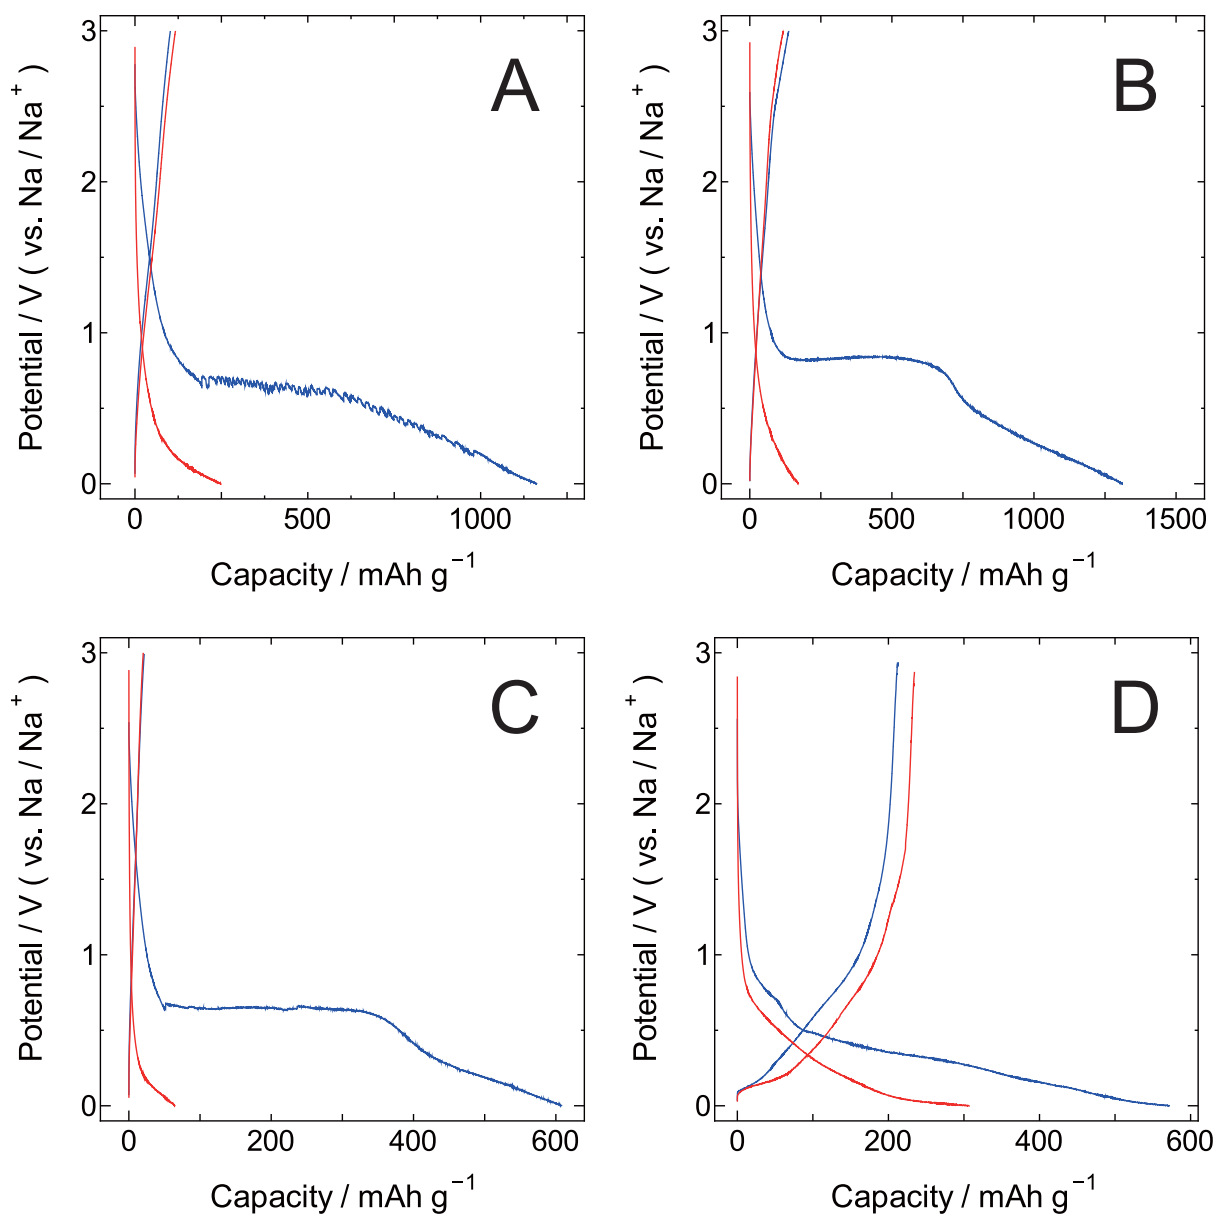 A
3
2
1
0
Potential / V ( vs. Na / Na⁺ )
0 500 1000
Capacity / mAh g⁻¹
B
3
2
1
0
Potential / V ( vs. Na / Na⁺ )
0 500 1000 1500
Capacity / mAh g⁻¹
C
3
2
1
0
Potential / V ( vs. Na / Na⁺ )
0 200 400 600
Capacity / mAh g⁻¹
D
3
2
1
0
Potential / V ( vs. Na / Na⁺ )
0 200 400 600
Capacity / mAh g⁻¹